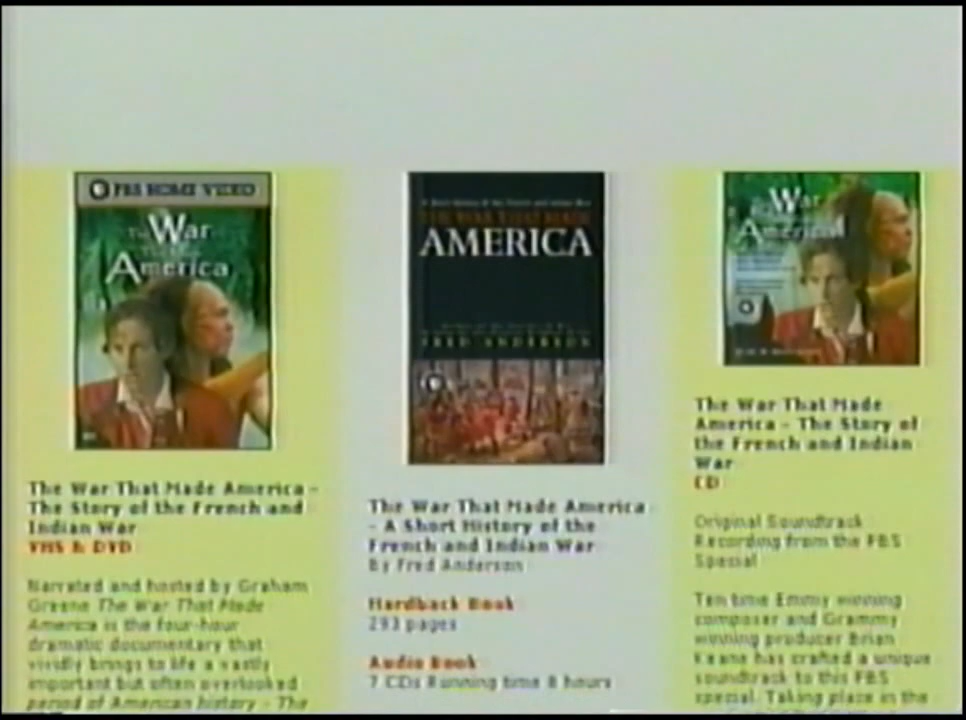 PBS HOME VIDEO
The War
America
The War That Made America -
The Story of the French and
Indian War
VHS & DVD
Narrated and hosted by Graham
Greene The War That Made
America is the four-hour
dramatic documentary that
vividly brings to life a vastly
important but often overlooked
period of American history - The
THE WAR THAT MADE
AMERICA
FRED ANDERSON
The War That Made America
- A Short History of the
French and Indian War
By Fred Anderson
Hardback Book
293 pages
Audio Book
7 CDs Running time 8 hours
The War
America
The War That Made
America - The Story of
the French and Indian
War
CD
Original Soundtrack
Recording from the PBS
Special
Ten time Emmy winning
composer and Grammy
winning producer Brian
Keane has crafted a unique
soundtrack to this PBS
special. Taking place in the